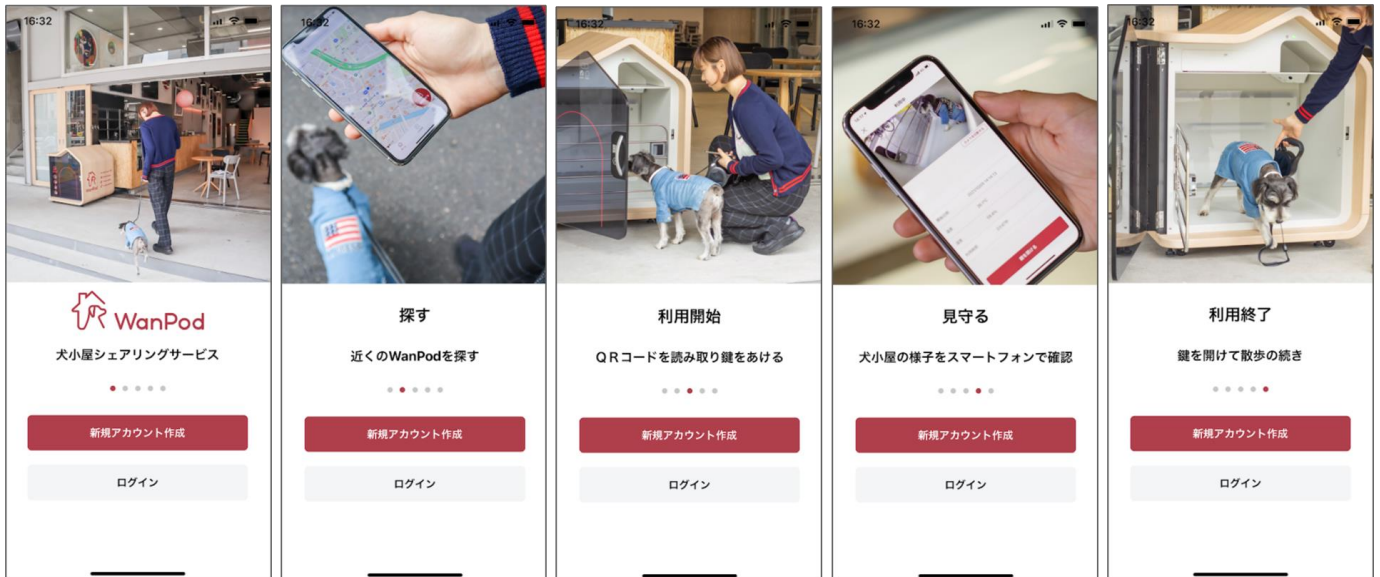 16:32
WanPod
WanPod
犬小屋シェアリングサービス
新規アカウント作成
ログイン
16:32
探す
近くのWanPodを探す
新規アカウント作成
ログイン
16:32
利用開始
ＱＲコードを読み取り鍵をあける
新規アカウント作成
ログイン
16:32
見守る
犬小屋の様子をスマートフォンで確認
新規アカウント作成
ログイン
16:32
利用終了
鍵を開けて散歩の続き
新規アカウント作成
ログイン